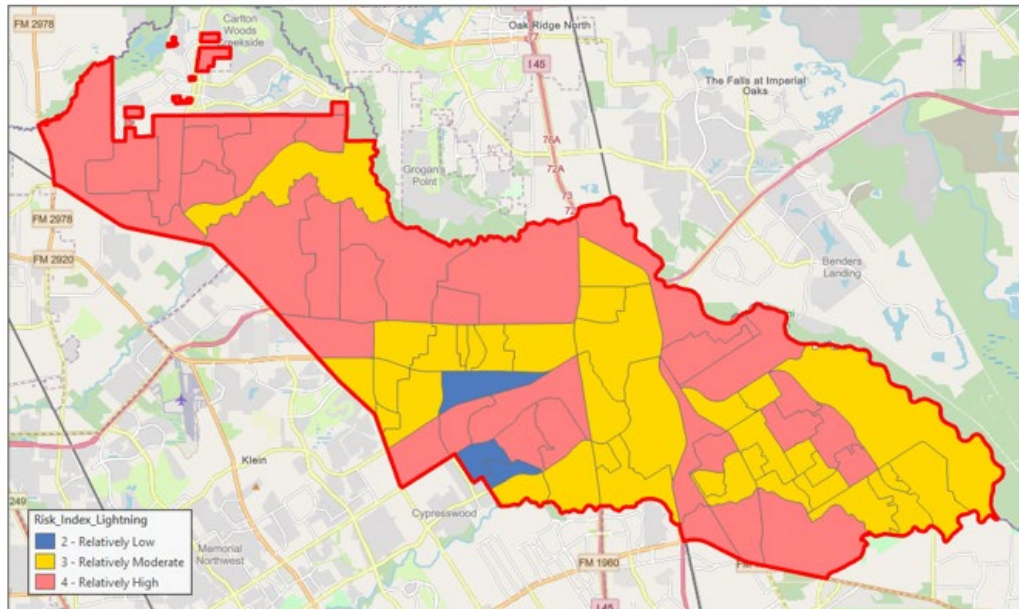 FM 2978
Carlton
Woods
Creekside
Oak Ridge North
77
I 45
The Falls at Imperial
Oaks
76A
Grogan's
Point
72A
73
72
FM 2978
FM 2920
Benders
Landing
Klein
249
Cypresswood
Memorial
Northwest
FM 1960
I 45
Risk_Index_Lightning
2 - Relatively Low
3 - Relatively Moderate
4 - Relatively High